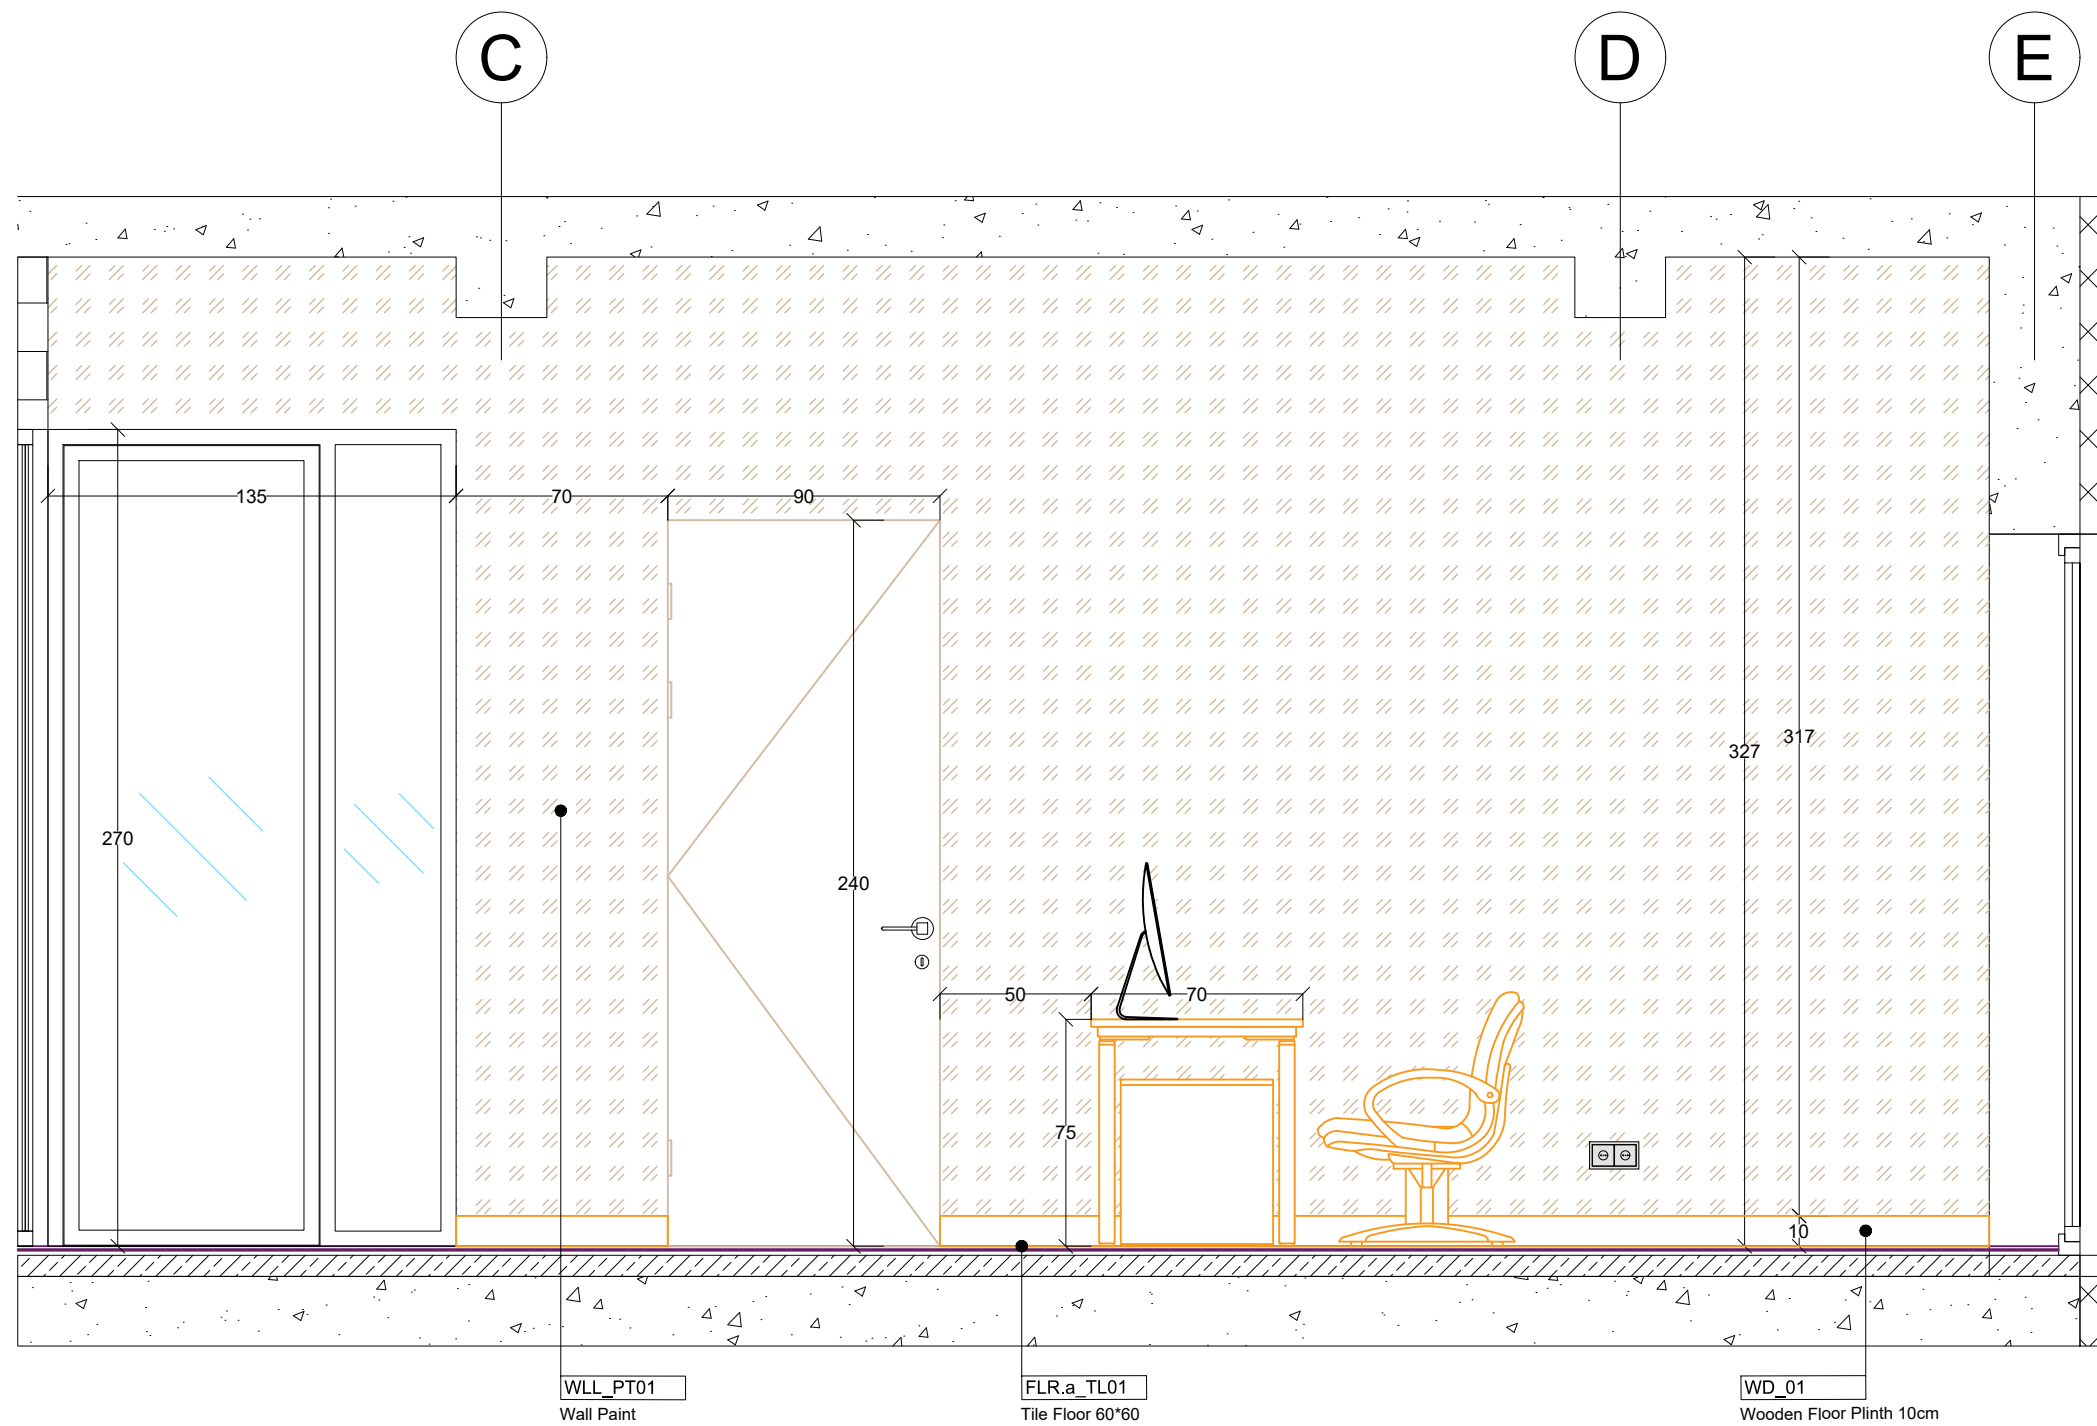 C
D
E
135
70
90
317
327
270
240
50
70
75
10
WLL_PT01
Wall Paint
FLR.a_TL01
Tile Floor 60*60
WD_01
Wooden Floor Plinth 10cm